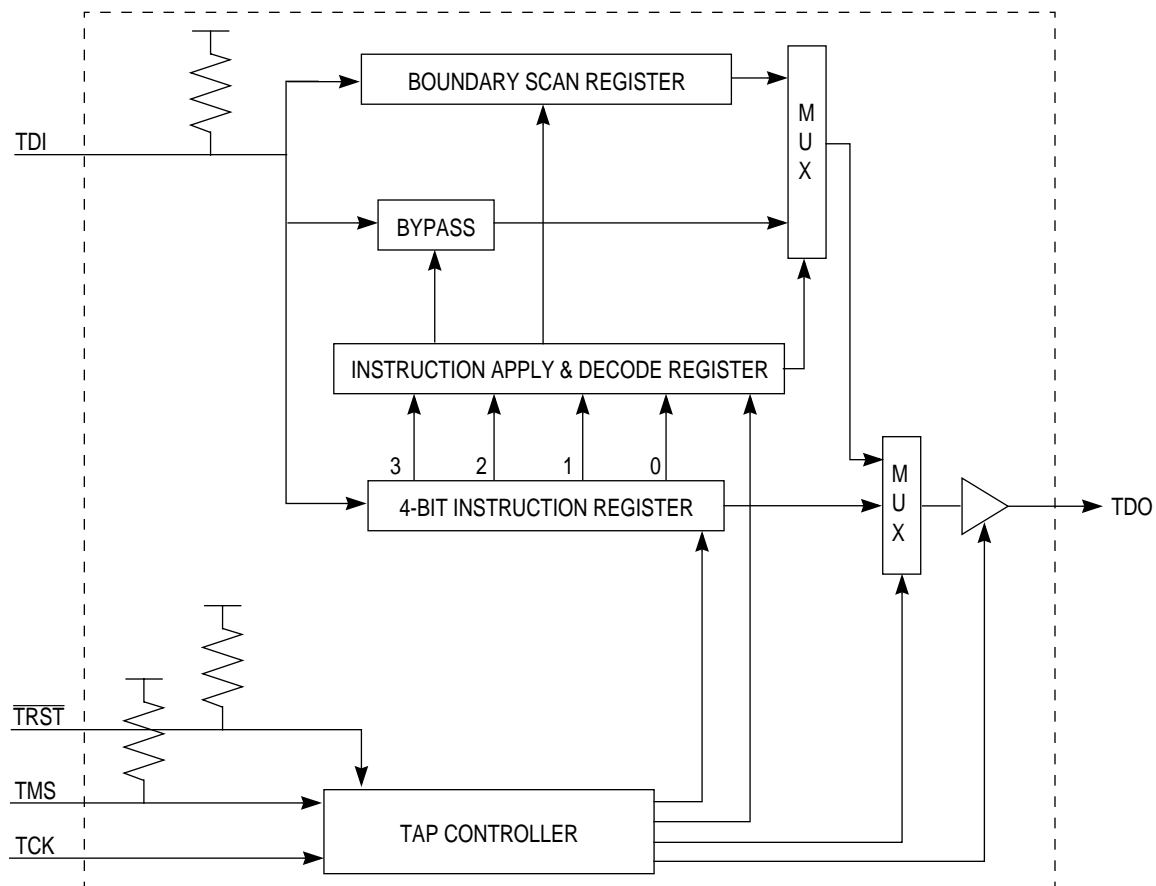 BOUNDARY SCAN REGISTER
M
U
X
TDI
BYPASS
INSTRUCTION APPLY & DECODE REGISTER
3 2 1 0
4-BIT INSTRUCTION REGISTER
M
U
X
TDO
TRST
TMS
TAP CONTROLLER
TCK